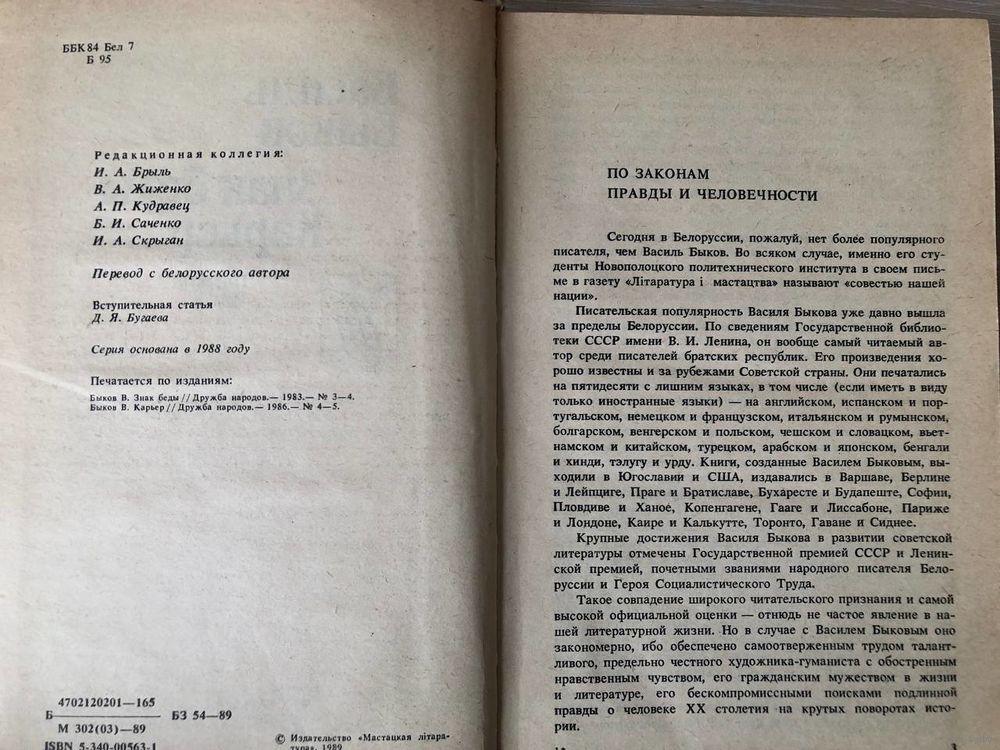 ББК 84 Бел 7
Б 95
Редакционная коллегия:
И. А. Брыль
В. А. Жиженко
А. П. Кудравец
Б. И. Саченко
И. А. Скрыган
Перевод с белорусского автора
Вступительная статья
Д. Я. Бугаева
Серия основана в 1988 году
Печатается по изданиям:
Быков В. Знак беды // Дружба народов.— 1983.— № 3—4.
Быков В. Карьер // Дружба народов.— 1986.— № 4—5.
4702120201—165
Б БЗ 54—89
М 302(03)—89
ISBN 5-340-00563-1
© Издательство «Мастацкая літара-
тура», 1989
ПО ЗАКОНАМ
ПРАВДЫ И ЧЕЛОВЕЧНОСТИ
Сегодня в Белоруссии, пожалуй, нет более популярного
писателя, чем Василь Быков. Во всяком случае, именно его сту-
денты Новополоцкого политехнического института в своем пись-
ме в газету «Літаратура і мастацтва» называют «совестью нашей
нации».
Писательская популярность Василя Быкова уже давно вышла
за пределы Белоруссии. По сведениям Государственной библио-
теки СССР имени В. И. Ленина, он вообще самый читаемый ав-
тор среди писателей братских республик. Его произведения хо-
рошо известны и за рубежами Советской страны. Они печатались
на пятидесяти с лишним языках, в том числе (если иметь в виду
только иностранные языки) — на английском, испанском и пор-
тугальском, немецком и французском, итальянском и румынском,
болгарском, венгерском и польском, чешском и словацком, вьет-
намском и китайском, турецком, арабском и японском, бенгали
и хинди, тэлугу и урду. Книги, созданные Василем Быковым, вы-
ходили в Югославии и США, издавались в Варшаве, Берлине
и Лейпциге, Праге и Братиславе, Бухаресте и Будапеште, Софии,
Пловдиве и Ханое, Копенгагене, Гааге и Лиссабоне, Париже
и Лондоне, Каире и Калькутте, Торонто, Гаване и Сиднее.
Крупные достижения Василя Быкова в развитии советской
литературы отмечены Государственной премией СССР и Ленин-
ской премией, почетными званиями народного писателя Бело-
руссии и Героя Социалистического Труда.
Такое совпадение широкого читательского признания и самой
высокой официальной оценки — отнюдь не частое явление в на-
шей литературной жизни. Но в случае с Василем Быковым оно
закономерно, ибо обеспечено самоотверженным трудом талант-
ливого, предельно честного художника-гуманиста с обостренным
нравственным чувством, его гражданским мужеством в жизни
и литературе, его бескомпромиссными поисками подлинной
правды о человеке XX столетия на крутых поворотах исто-
рии.